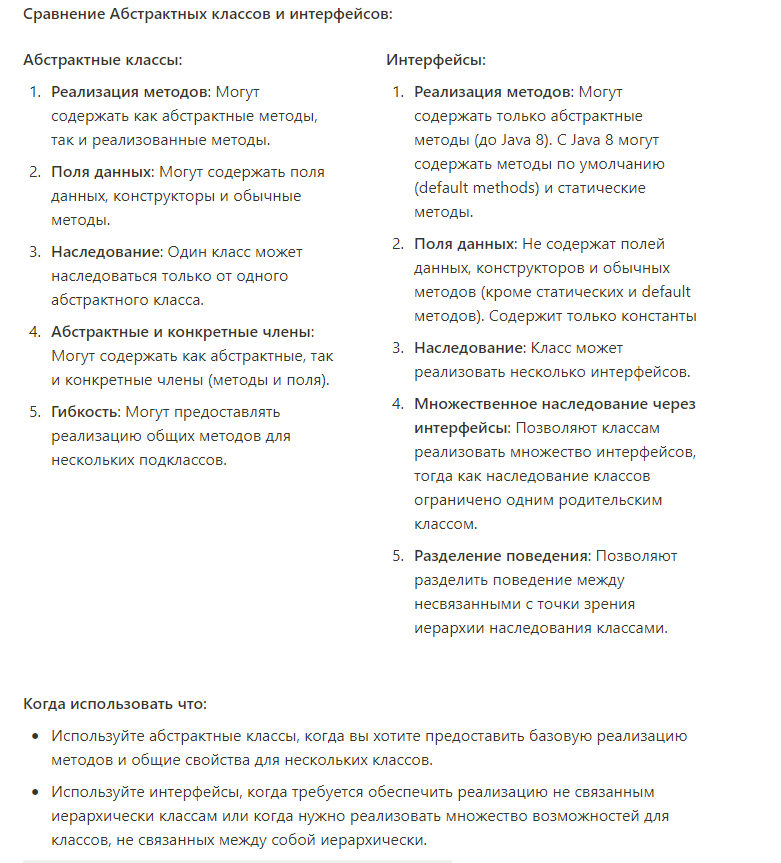 Сравнение Абстрактных классов и интерфейсов:
Абстрактные классы:
1. Реализация методов: Могут
содержать как абстрактные методы,
так и реализованные методы.
2. Поля данных: Могут содержать поля
данных, конструкторы и обычные
методы.
3. Наследование: Один класс может
наследоваться только от одного
абстрактного класса.
4. Абстрактные и конкретные члены:
Могут содержать как абстрактные, так
и конкретные члены (методы и поля).
5. Гибкость: Могут предоставлять
реализацию общих методов для
нескольких подклассов.
Интерфейсы:
1. Реализация методов: Могут
содержать только абстрактные
методы (до Java 8). С Java 8 могут
содержать методы по умолчанию
(default methods) и статические
методы.
2. Поля данных: Не содержат полей
данных, конструкторов и обычных
методов (кроме статических и default
методов). Содержит только константы
3. Наследование: Класс может
реализовать несколько интерфейсов.
4. Множественное наследование через
интерфейсы: Позволяют классам
реализовать множество интерфейсов,
тогда как наследование классов
ограничено одним родительским
классом.
5. Разделение поведения: Позволяют
разделить поведение между
несвязанными с точки зрения
иерархии наследования классами.
Когда использовать что:
• Используйте абстрактные классы, когда вы хотите предоставить базовую реализацию
методов и общие свойства для нескольких классов.
• Используйте интерфейсы, когда требуется обеспечить реализацию не связанным
иерархически классам или когда нужно реализовать множество возможностей для
классов, не связанных между собой иерархически.